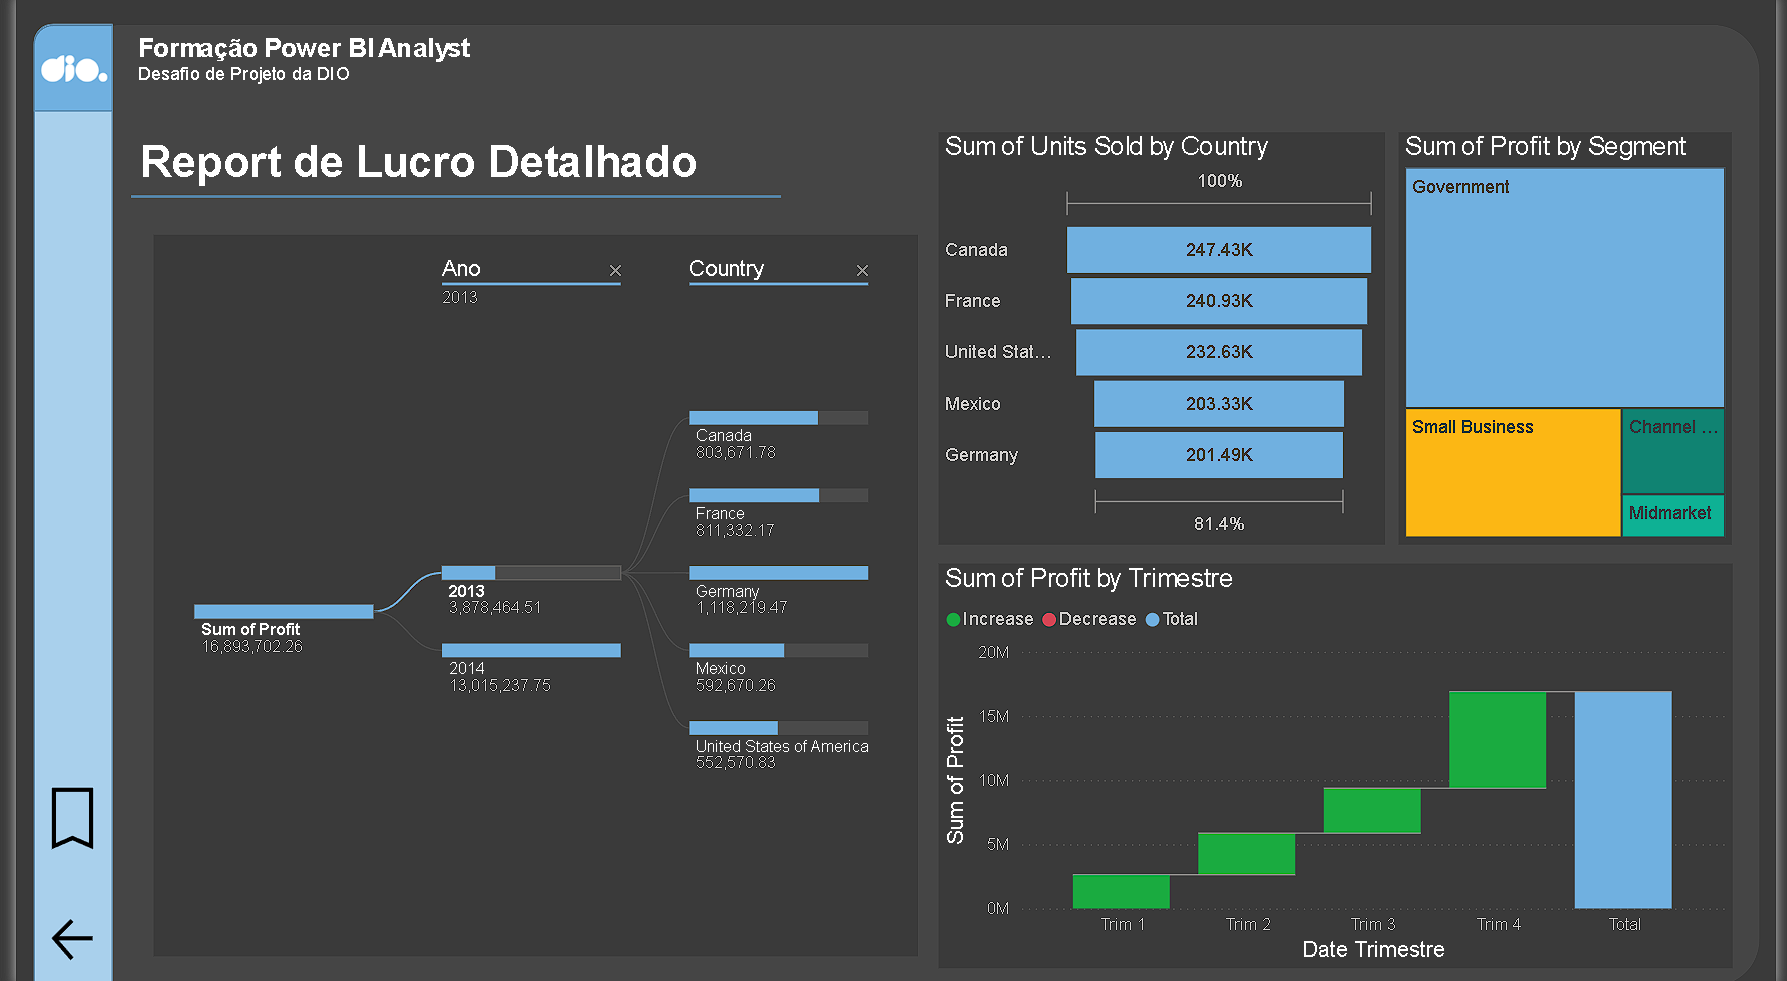 dio.
Formação Power BI Analyst
Desafio de Projeto da DIO
Report de Lucro Detalhado
Ano
Country
2013
Sum of Profit
16,893,702.26
2013
3,878,464.51
2014
13,015,237.75
Canada
803,671.78
France
811,332.17
Germany
1,118,219.47
Mexico
592,670.26
United States of America
552,570.83
Sum of Units Sold by Country
100%
Canada 247.43K
France 240.93K
United Stat... 232.63K
Mexico 203.33K
Germany 201.49K
81.4%
Sum of Profit by Segment
Government
Small Business
Channel ...
Midmarket
Sum of Profit by Trimestre
Increase Decrease Total
20M
15M
10M
5M
0M
Sum of Profit
Trim 1 Trim 2 Trim 3 Trim 4 Total
Date Trimestre